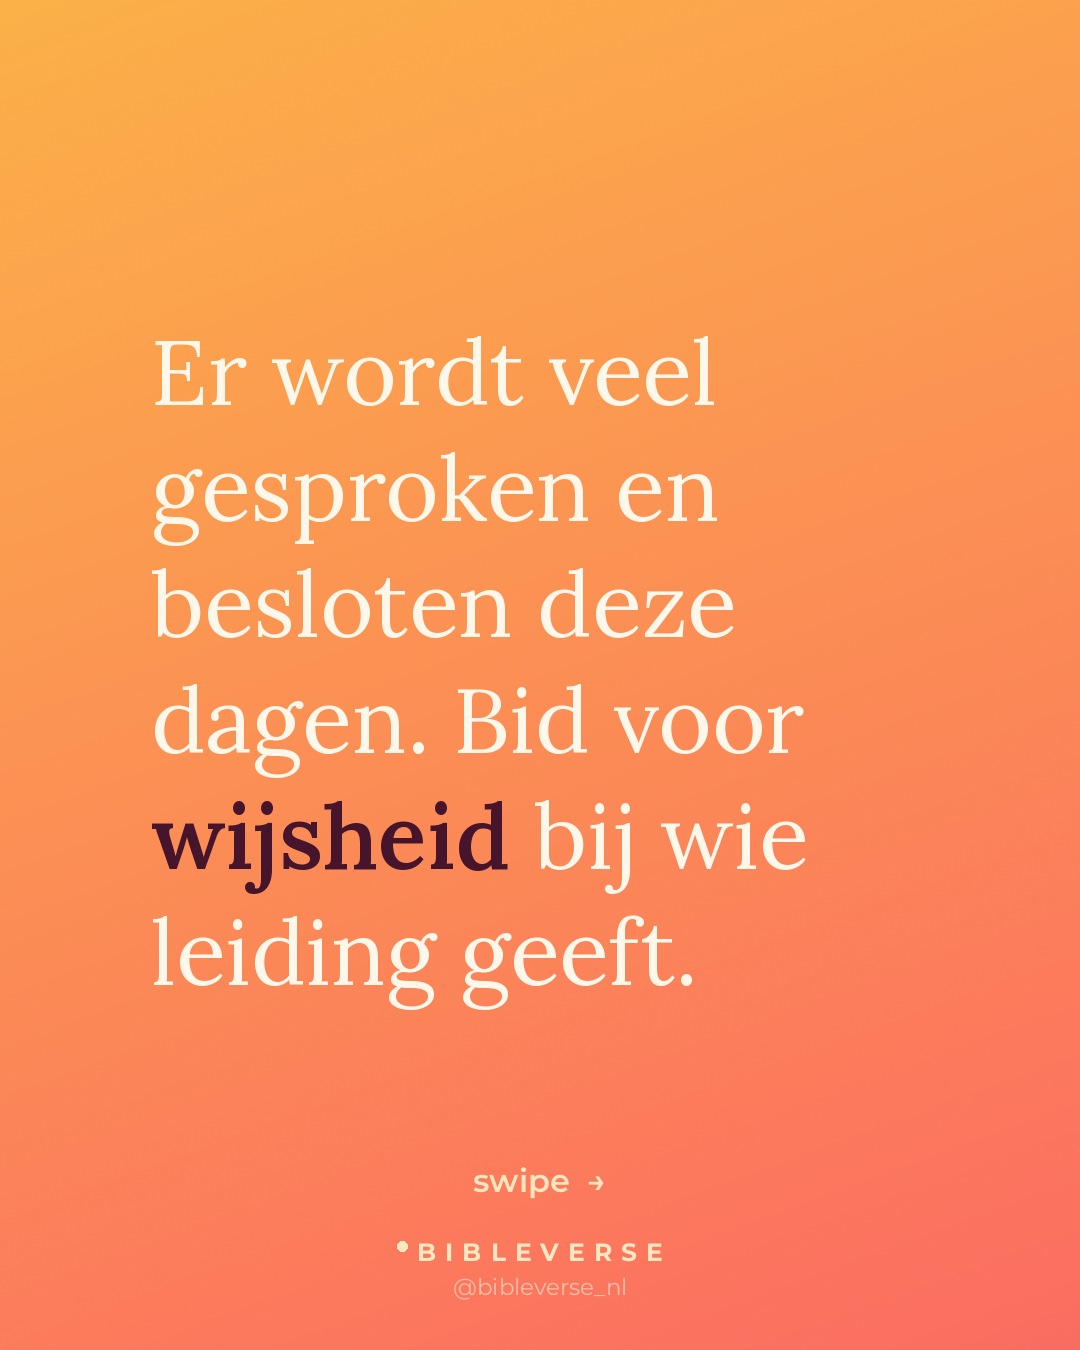 Er wordt veel
gesproken en
besloten deze
dagen. Bid voor
wijsheid bij wie
leiding geeft.
swipe →
BIBLEVERSE
@bibleverse_nl